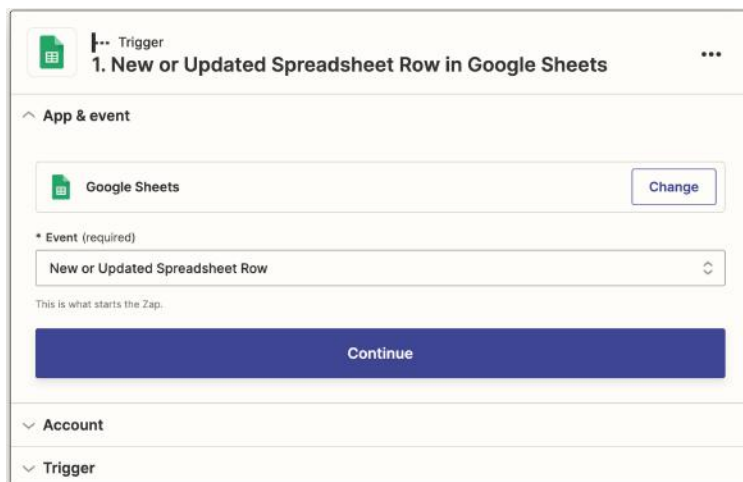 Trigger
1. New or Updated Spreadsheet Row in Google Sheets
App & event
Google Sheets
Change
* Event (required)
New or Updated Spreadsheet Row
This is what starts the Zap.
Continue
Account
Trigger